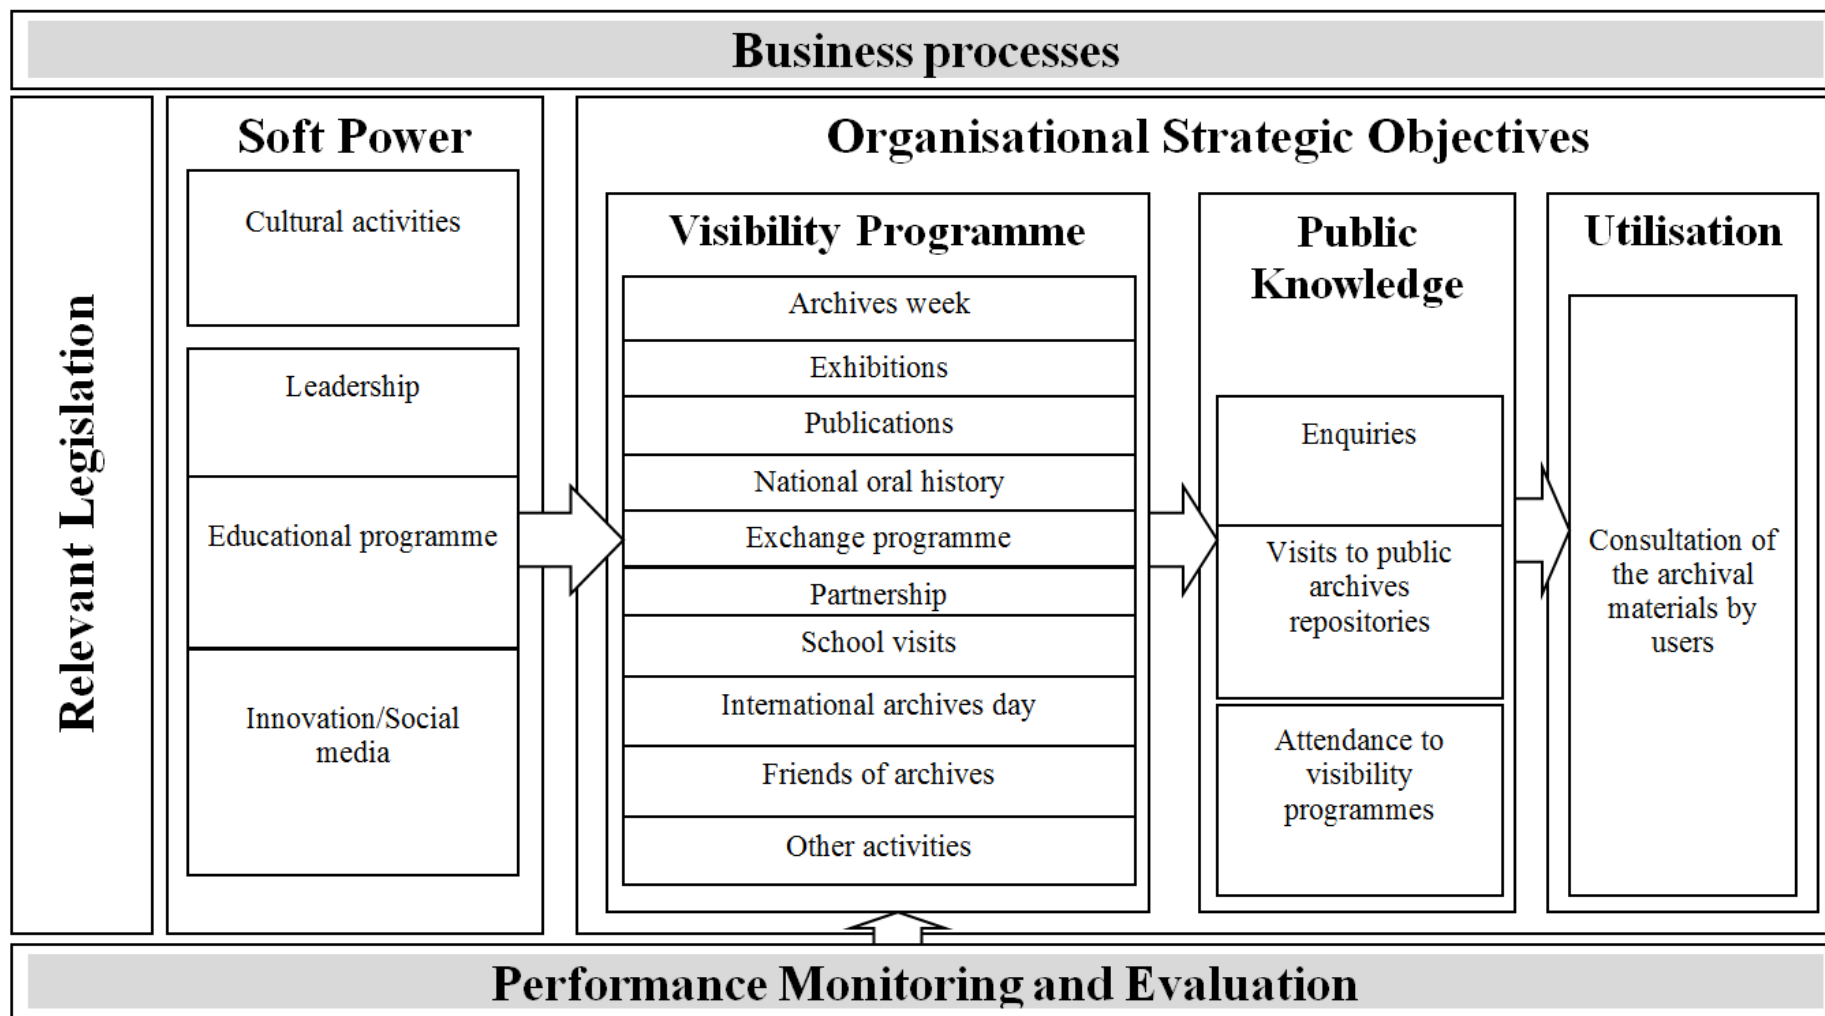 Business processes
Relevant Legislation
Soft Power
Cultural activities
Leadership
Educational programme
Innovation/Social
media
Organisational Strategic Objectives
Visibility Programme
Archives week
Exhibitions
Publications
National oral history
Exchange programme
Partnership
School visits
International archives day
Friends of archives
Other activities
Public
Knowledge
Enquiries
Visits to public
archives
repositories
Attendance to
visibility
programmes
Utilisation
Consultation of
the archival
materials by
users
Performance Monitoring and Evaluation